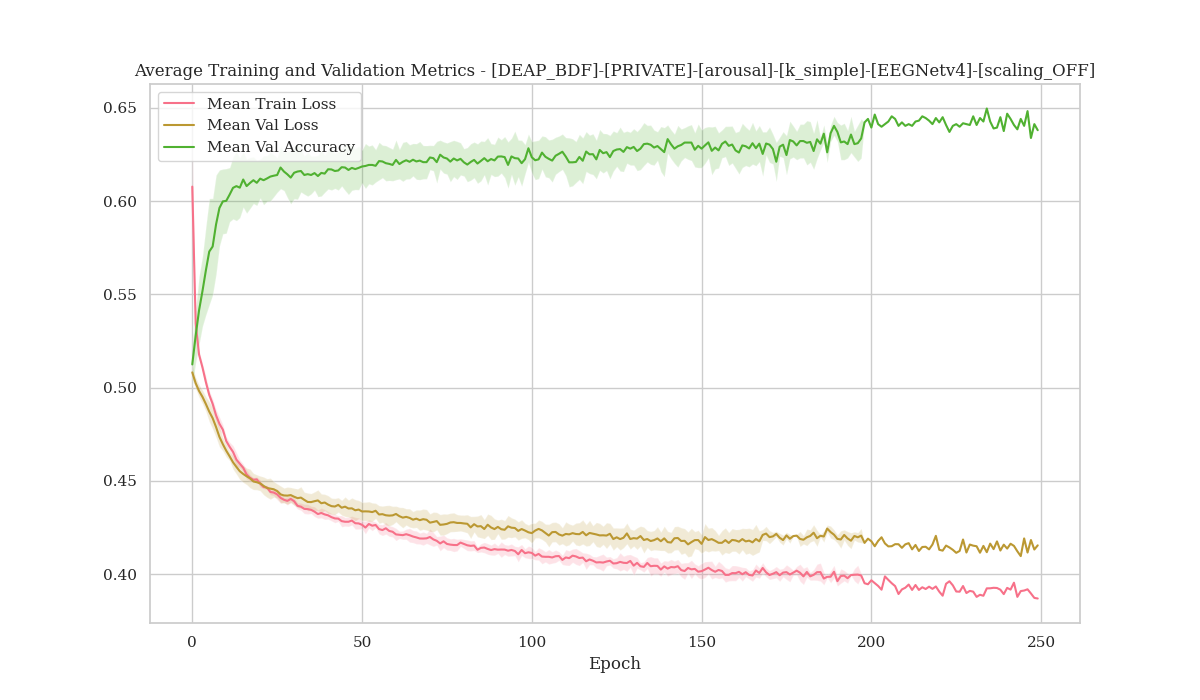 Average Training and Validation Metrics - [DEAP_BDF]-[PRIVATE]-[arousal]-[k_simple]-[EEGNetv4]-[scaling_OFF]
Mean Train Loss
Mean Val Loss
Mean Val Accuracy
0.65
0.60
0.55
0.50
0.45
0.40
0
50
100
150
200
250
Epoch